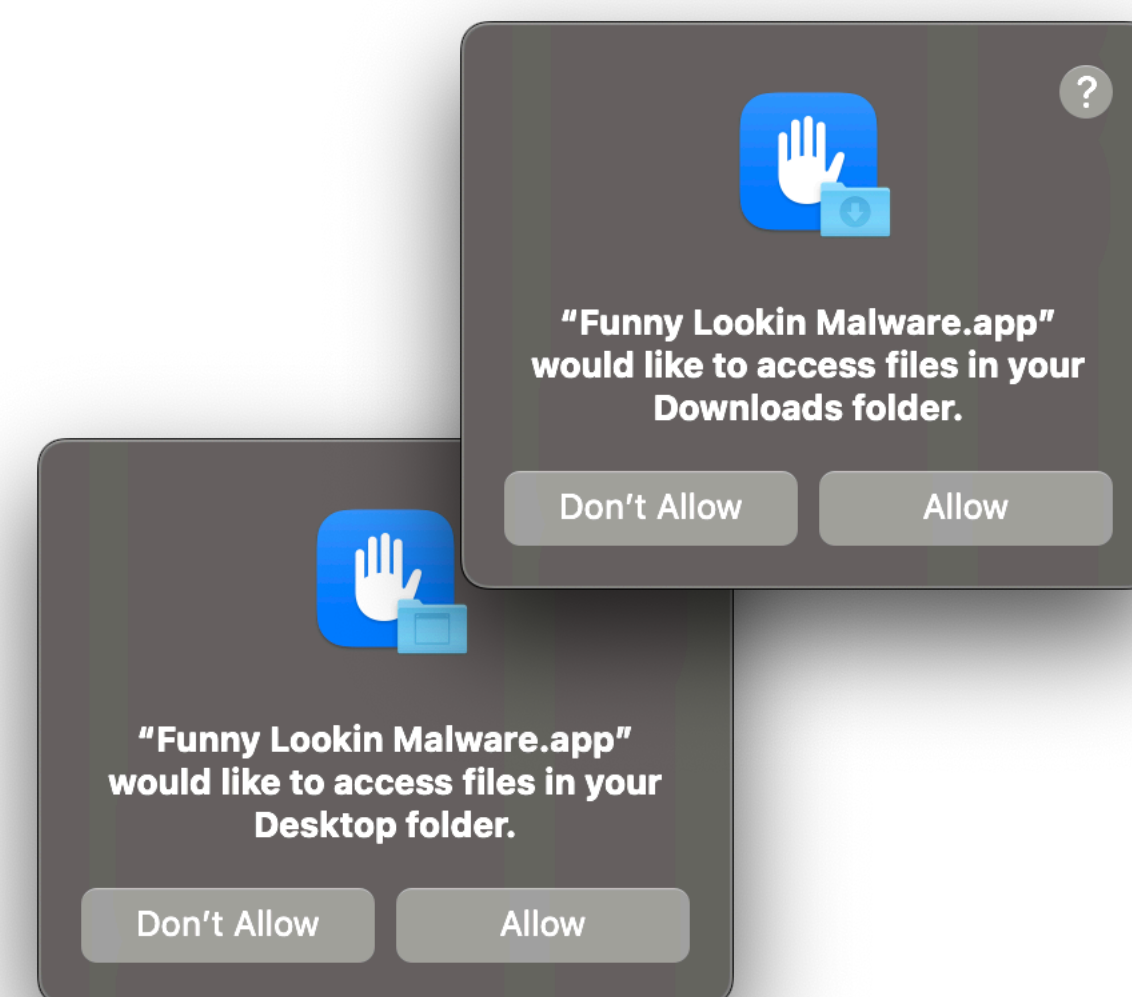 ?
“Funny Lookin Malware.app”
would like to access files in your
Downloads folder.
Don’t Allow
Allow
“Funny Lookin Malware.app”
would like to access files in your
Desktop folder.
Don’t Allow
Allow